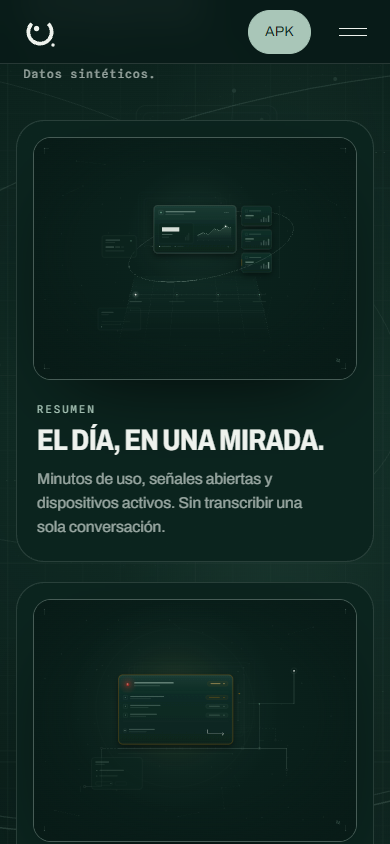 APK
Datos sintéticos.
RESUMEN
EL DÍA, EN UNA MIRADA.
Minutos de uso, señales abiertas y
dispositivos activos. Sin transcribir una
sola conversación.